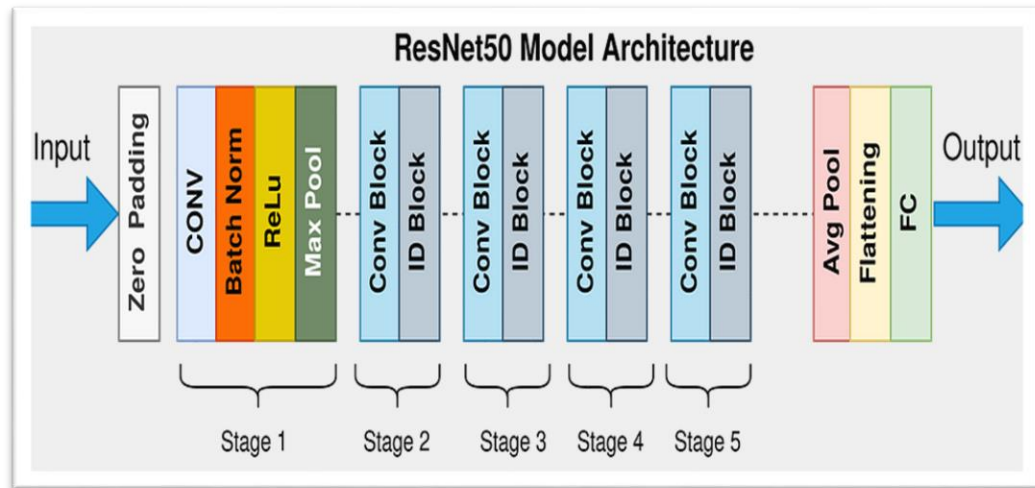 ResNet50 Model Architecture
Input
Zero Padding
CONV
Batch Norm
ReLu
Max Pool
Conv Block
ID Block
Conv Block
ID Block
Conv Block
ID Block
Conv Block
ID Block
Avg Pool
Flattening
FC
Output
Stage 1
Stage 2
Stage 3
Stage 4
Stage 5